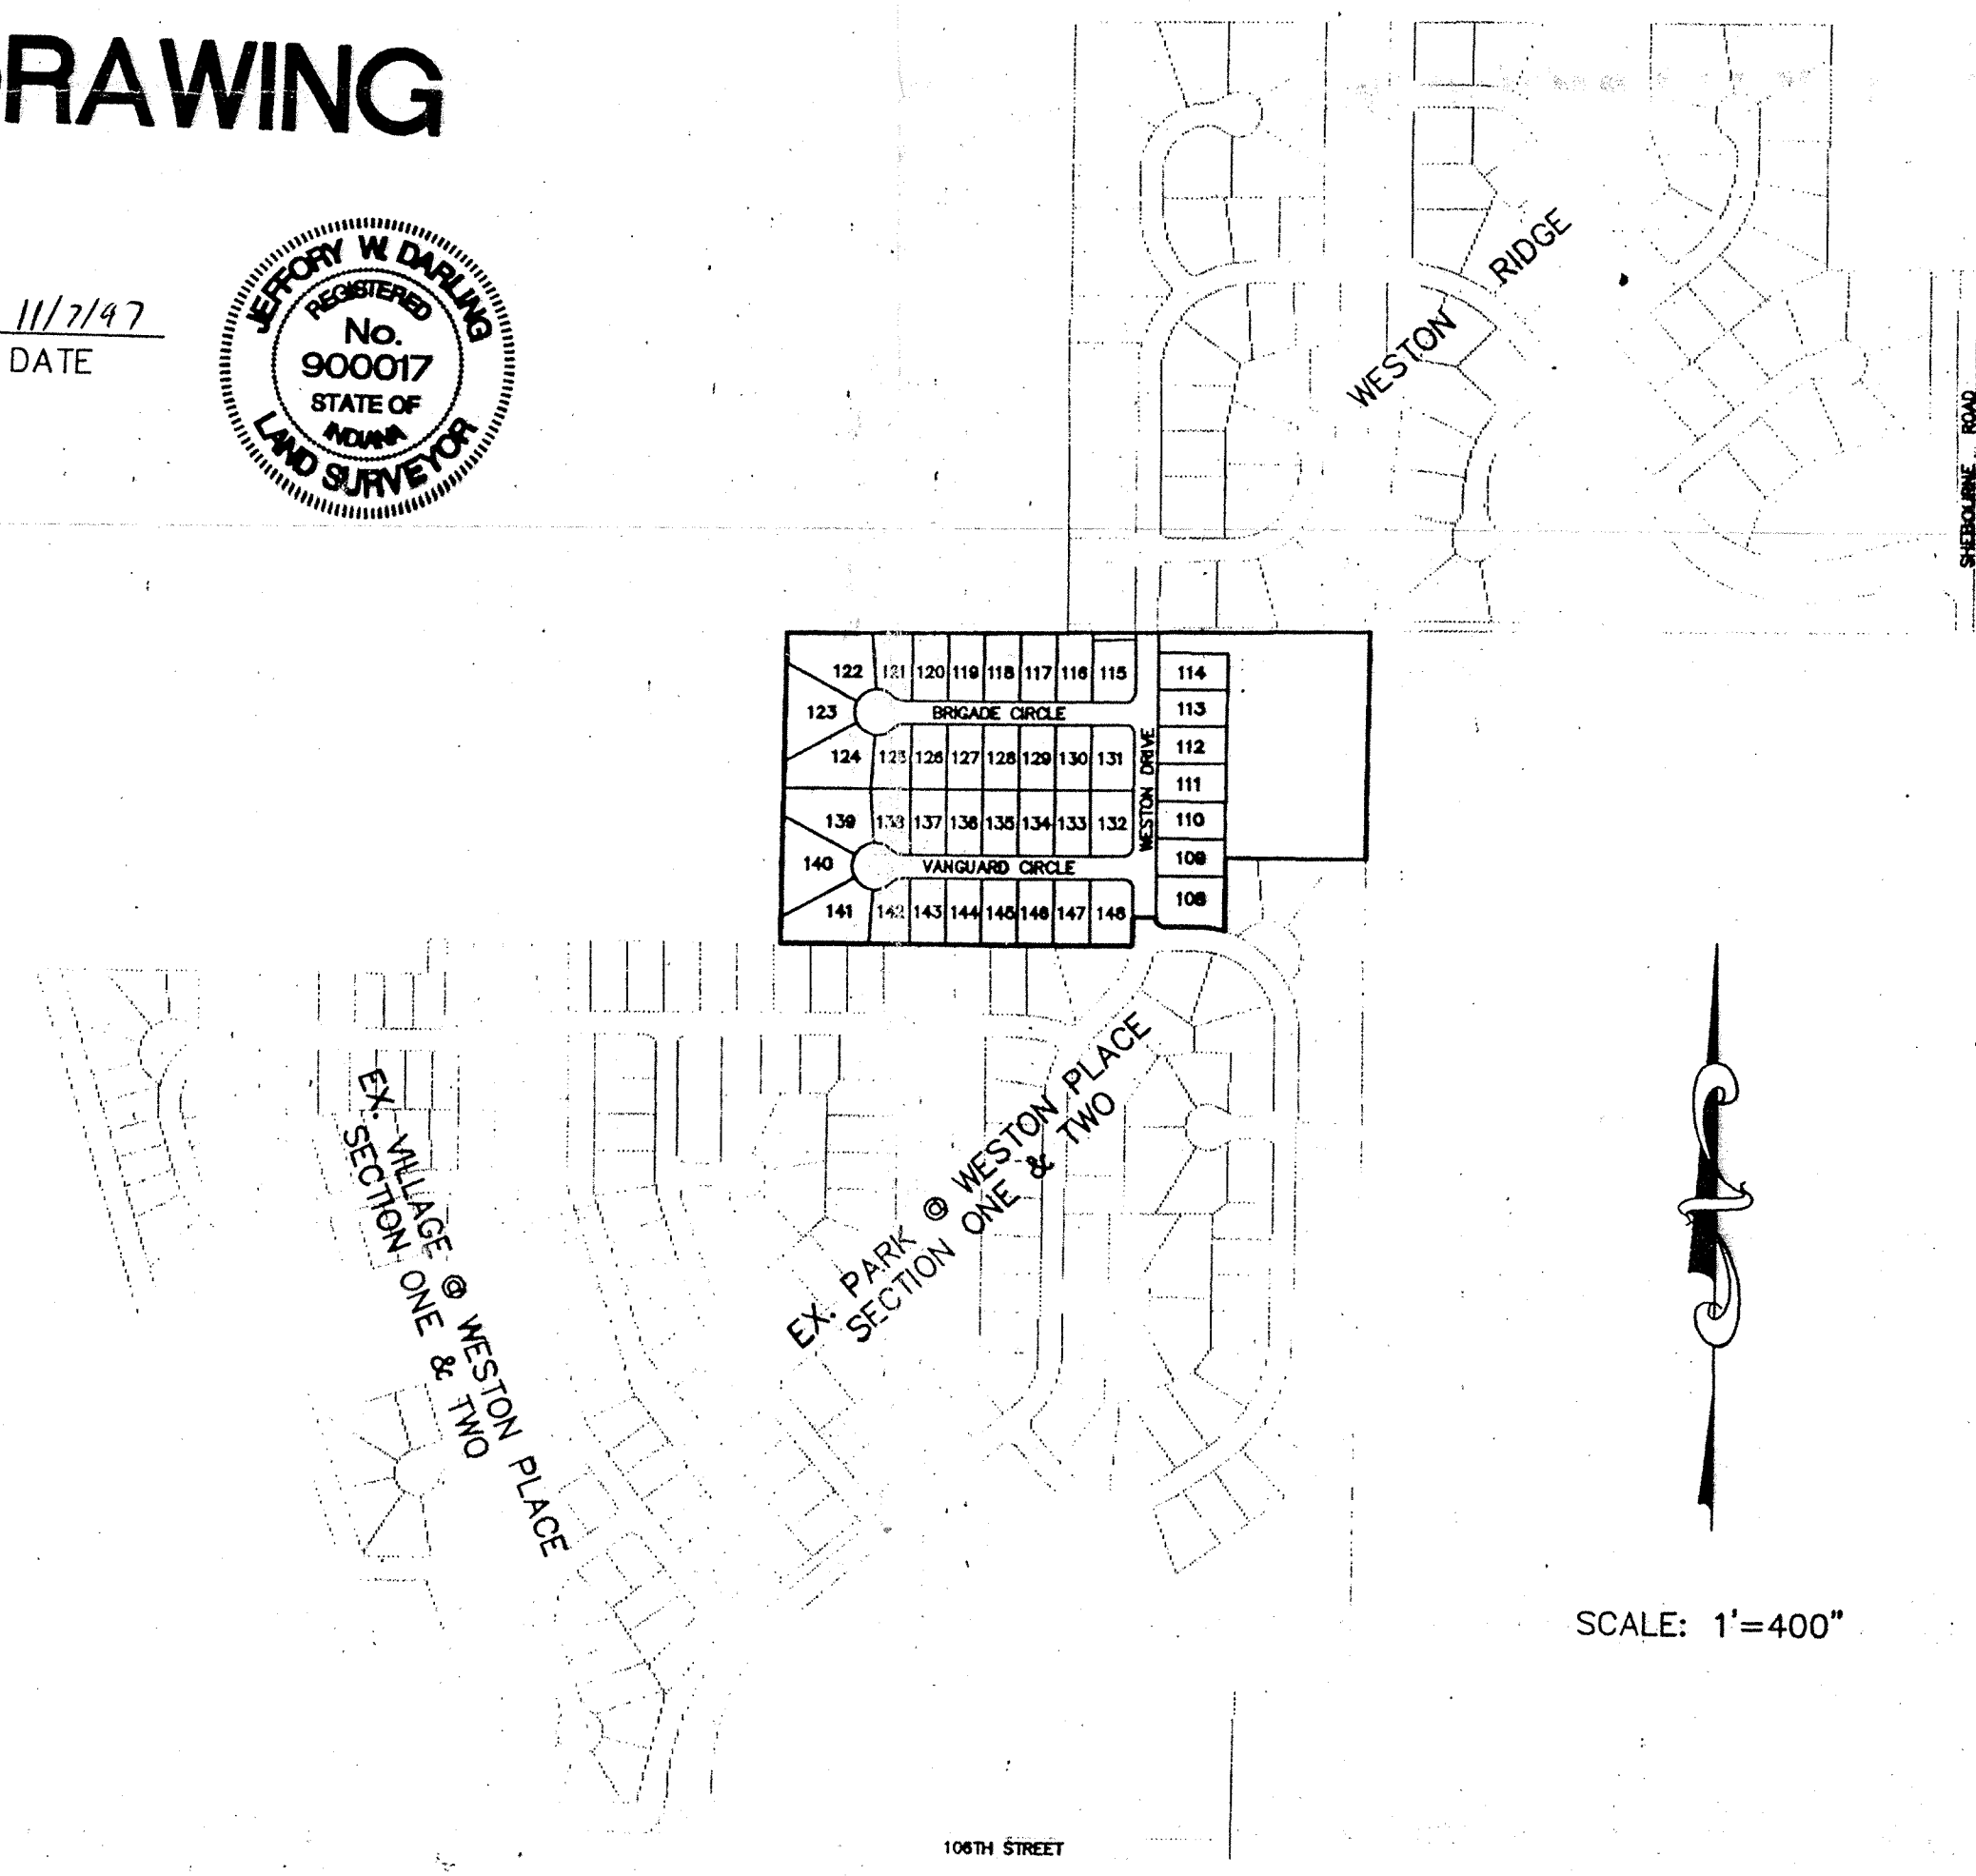 RAWING
11/7/97
DATE
JEFFORY W. DARLING
REGISTERED
No.
900017
STATE OF
INDIANA
LAND SURVEYOR
WESTON RIDGE
SHELBOURNE ROAD
122 121 120 119 118 117 116 115
114
123
BRIGADE CIRCLE
113
124 125 126 127 128 129 130 131
112
WESTON DRIVE
111
139 138 137 136 135 134 133 132
110
140
VANGUARD CIRCLE
109
141 142 143 144 145 146 147 148
108
EX. VILLAGE @ WESTON PLACE
SECTION ONE & TWO
EX. PARK @ WESTON PLACE
SECTION ONE & TWO
SCALE: 1'=400"
106TH STREET